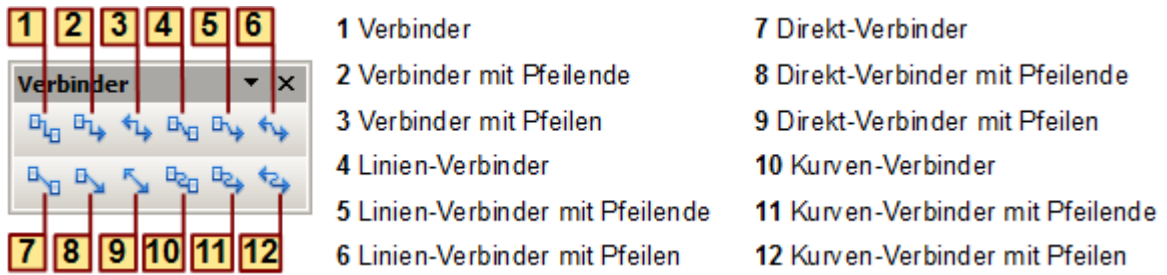 1 2 3 4 5 6
Verbinder
7 8 9 10 11 12
1 Verbinder
2 Verbinder mit Pfeilende
3 Verbinder mit Pfeilen
4 Linien-Verbinder
5 Linien-Verbinder mit Pfeilende
6 Linien-Verbinder mit Pfeilen
7 Direkt-Verbinder
8 Direkt-Verbinder mit Pfeilende
9 Direkt-Verbinder mit Pfeilen
10 Kurven-Verbinder
11 Kurven-Verbinder mit Pfeilende
12 Kurven-Verbinder mit Pfeilen